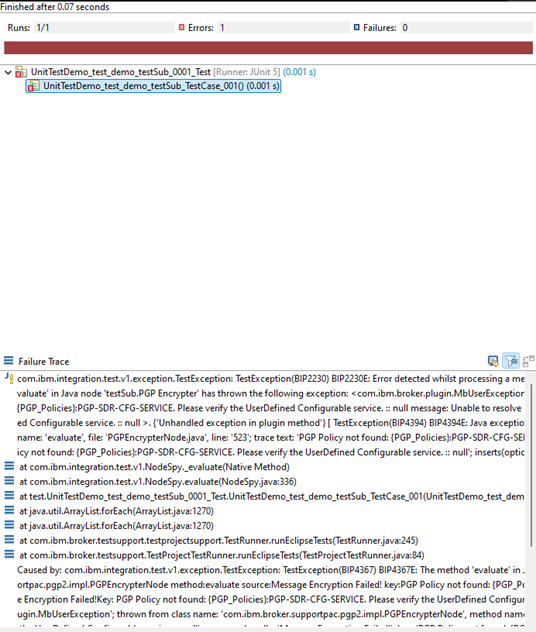 Finished after 0.07 seconds
Runs: 1/1 Errors: 1 Failures: 0
UnitTestDemo_test_demo_testSub_0001_Test [Runner: JUnit 5] (0.001 s)
UnitTestDemo_test_demo_testSub_TestCase_001() (0.001 s)
Failure Trace
com.ibm.integration.test.v1.exception.TestException: TestException(BIP2230) BIP2230E: Error detected whilst processing a me
valuate' in Java node 'testSub.PGP Encrypter' has thrown the following exception: <com.ibm.broker.plugin.MbUserException
{PGP_Policies}:PGP-SDR-CFG-SERVICE. Please verify the UserDefined Configurable service. :: null message: Unable to resolve
ed Configurable service. :: null >. {'Unhandled exception in plugin method'} [ TestException(BIP4394) BIP4394E: Java exceptio
name: 'evaluate', file: 'PGPEncrypterNode.java', line: '523'; trace text: 'PGP Policy not found: {PGP_Policies}:PGP-SDR-CFG-SE
icy not found: {PGP_Policies}:PGP-SDR-CFG-SERVICE. Please verify the UserDefined Configurable service. :: null'; inserts(optio
at com.ibm.integration.test.v1.NodeSpy._evaluate(Native Method)
at com.ibm.integration.test.v1.NodeSpy.evaluate(NodeSpy.java:336)
at test.UnitTestDemo_test_demo_testSub_0001_Test.UnitTestDemo_test_demo_testSub_TestCase_001(UnitTestDemo_test_dem
at java.util.ArrayList.forEach(ArrayList.java:1270)
at java.util.ArrayList.forEach(ArrayList.java:1270)
at com.ibm.broker.testsupport.testprojectsupport.TestRunner.runEclipseTests(TestRunner.java:245)
at com.ibm.broker.testsupport.TestProjectTestRunner.runEclipseTests(TestProjectTestRunner.java:84)
Caused by: com.ibm.integration.test.v1.exception.TestException: TestException(BIP4367) BIP4367E: The method 'evaluate' in .
ortpac.pgp2.impl.PGPEncrypterNode method:evaluate source:Message Encryption Failed! key:PGP Policy not found: {PGP_Po
e Encryption Failed!Key: PGP Policy not found: {PGP_Policies}:PGP-SDR-CFG-SERVICE. Please verify the UserDefined Configur
ugin.MbUserException'; thrown from class name: 'com.ibm.broker.supportpac.pgp2.impl.PGPEncrypterNode', method name